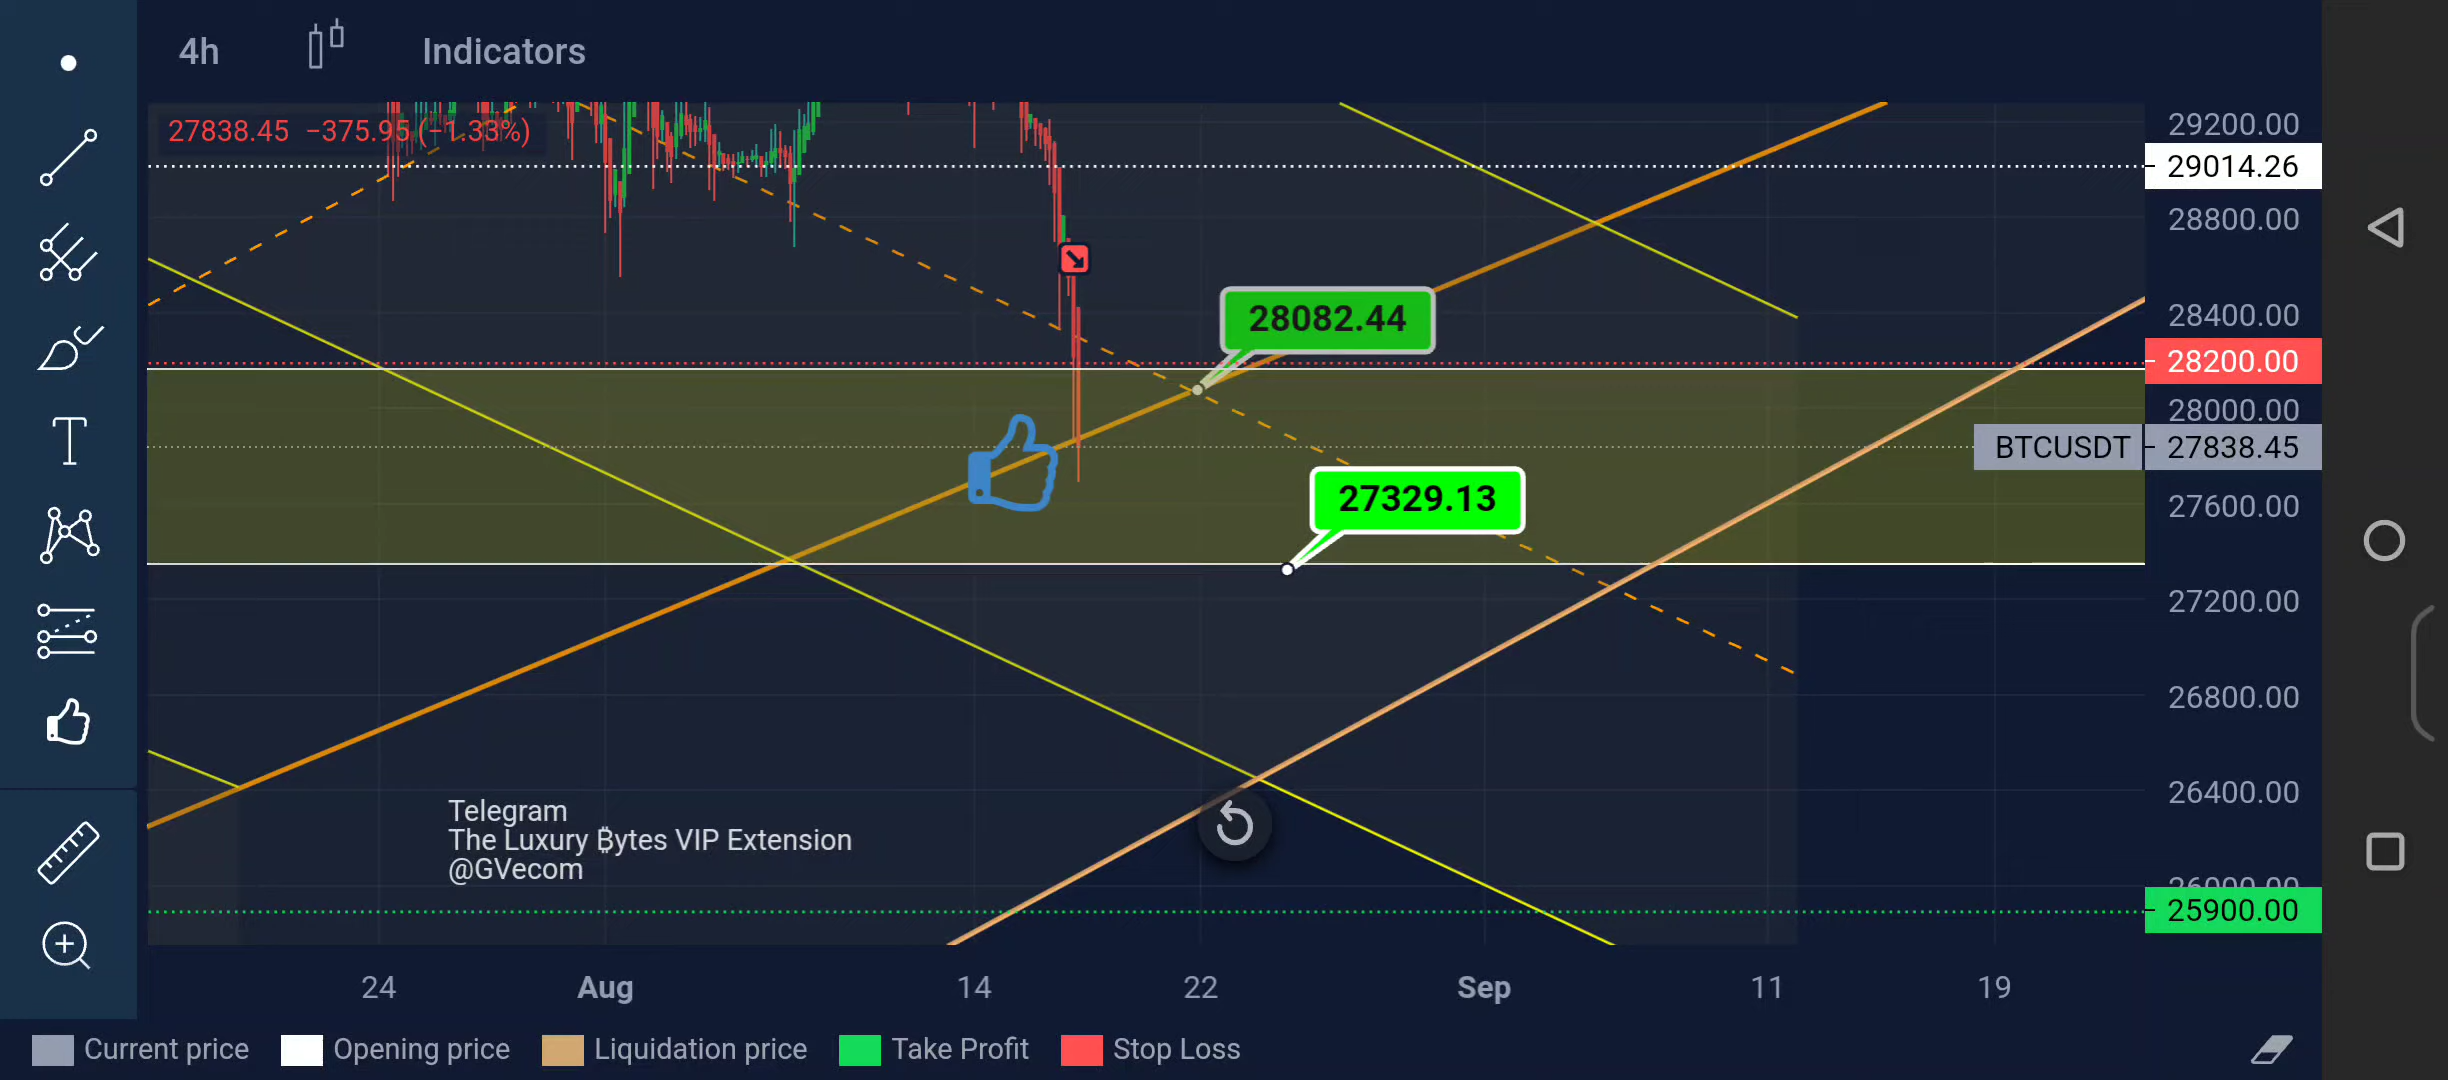 4h Indicators
27838.45 −375.95 (−1.33%)
29200.00
29014.26
28800.00
28082.44
28400.00
28200.00
28000.00
BTCUSDT 27838.45
27329.13
27600.00
27200.00
26800.00
26400.00
Telegram
The Luxury ₿ytes VIP Extension
@GVecom
26000.00
25900.00
24 Aug 14 22 Sep 11 19
Current price Opening price Liquidation price Take Profit Stop Loss